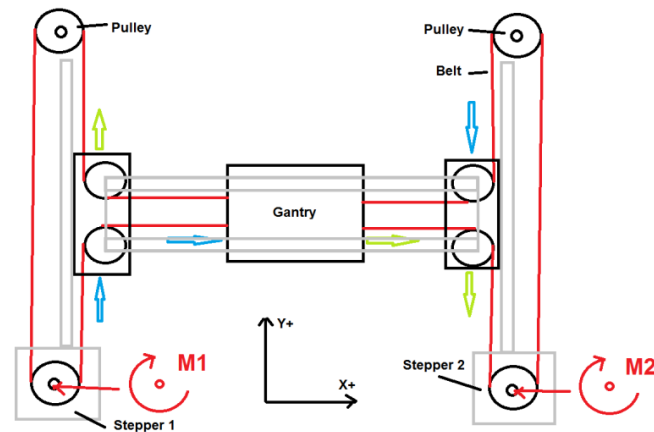 Pulley
Pulley
Belt
Gantry
Y+
X+
M1
Stepper 1
Stepper 2
M2